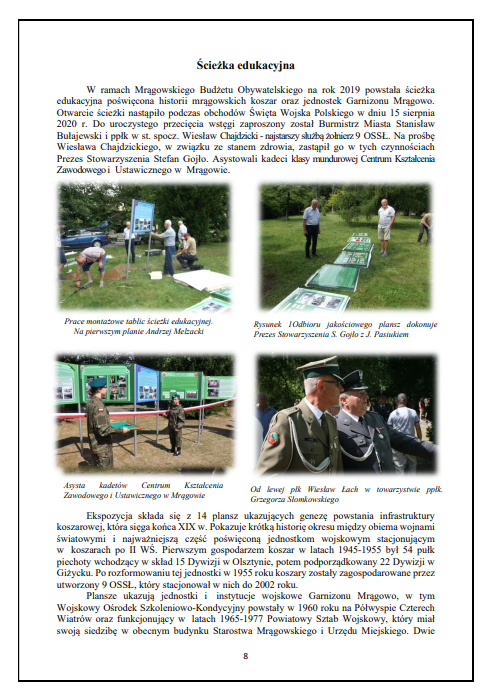 Ścieżka edukacyjna
W ramach Mrągowskiego Budżetu Obywatelskiego na rok 2019 powstała ścieżka
edukacyjna poświęcona historii mrągowskich koszar oraz jednostek Garnizonu Mrągowo.
Otwarcie ścieżki nastąpiło podczas obchodów Święta Wojska Polskiego w dniu 15 sierpnia
2020 r. Do uroczystego przecięcia wstęgi zaproszony został Burmistrz Miasta Stanisław
Bułajewski i ppłk w st. spocz. Wiesław Chajdzicki - najstarszy służbą żołnierz 9 OSSŁ. Na prośbę
Wiesława Chajdzickiego, w związku ze stanem zdrowia, zastąpił go w tych czynnościach
Prezes Stowarzyszenia Stefan Gojło. Asystowali kadeci klasy mundurowej Centrum Kształcenia
Zawodowego i Ustawicznego w Mrągowie.
Prace montażowe tablic ścieżki edukacyjnej.
Na pierwszym planie Andrzej Melzacki
Rysunek 1Odbioru jakościowego plansz dokonuje
Prezes Stowarzyszenia S. Gojło z J. Pasiukiem
Asysta kadetów Centrum Kształcenia
Zawodowego i Ustawicznego w Mrągowie
Od lewej płk Wiesław Łach w towarzystwie ppłk.
Grzegorza Słomkowskiego
Ekspozycja składa się z 14 plansz ukazujących genezę powstania infrastruktury
koszarowej, która sięga końca XIX w. Pokazuje krótką historię okresu między obiema wojnami
światowymi i najważniejszą część poświęconą jednostkom wojskowym stacjonującym
w koszarach po II WŚ. Pierwszym gospodarzem koszar w latach 1945-1955 był 54 pułk
piechoty wchodzący w skład 15 Dywizji w Olsztynie, potem podporządkowany 22 Dywizji w
Giżycku. Po rozformowaniu tej jednostki w 1955 roku koszary zostały zagospodarowane przez
utworzony 9 OSSŁ, który stacjonował w nich do 2002 roku.
Plansze ukazują jednostki i instytucje wojskowe Garnizonu Mrągowo, w tym
Wojskowy Ośrodek Szkoleniowo-Kondycyjny powstały w 1960 roku na Półwyspie Czterech
Wiatrów oraz funkcjonujący w latach 1965-1977 Powiatowy Sztab Wojskowy, który miał
swoją siedzibę w obecnym budynku Starostwa Mrągowskiego i Urzędu Miejskiego. Dwie
8